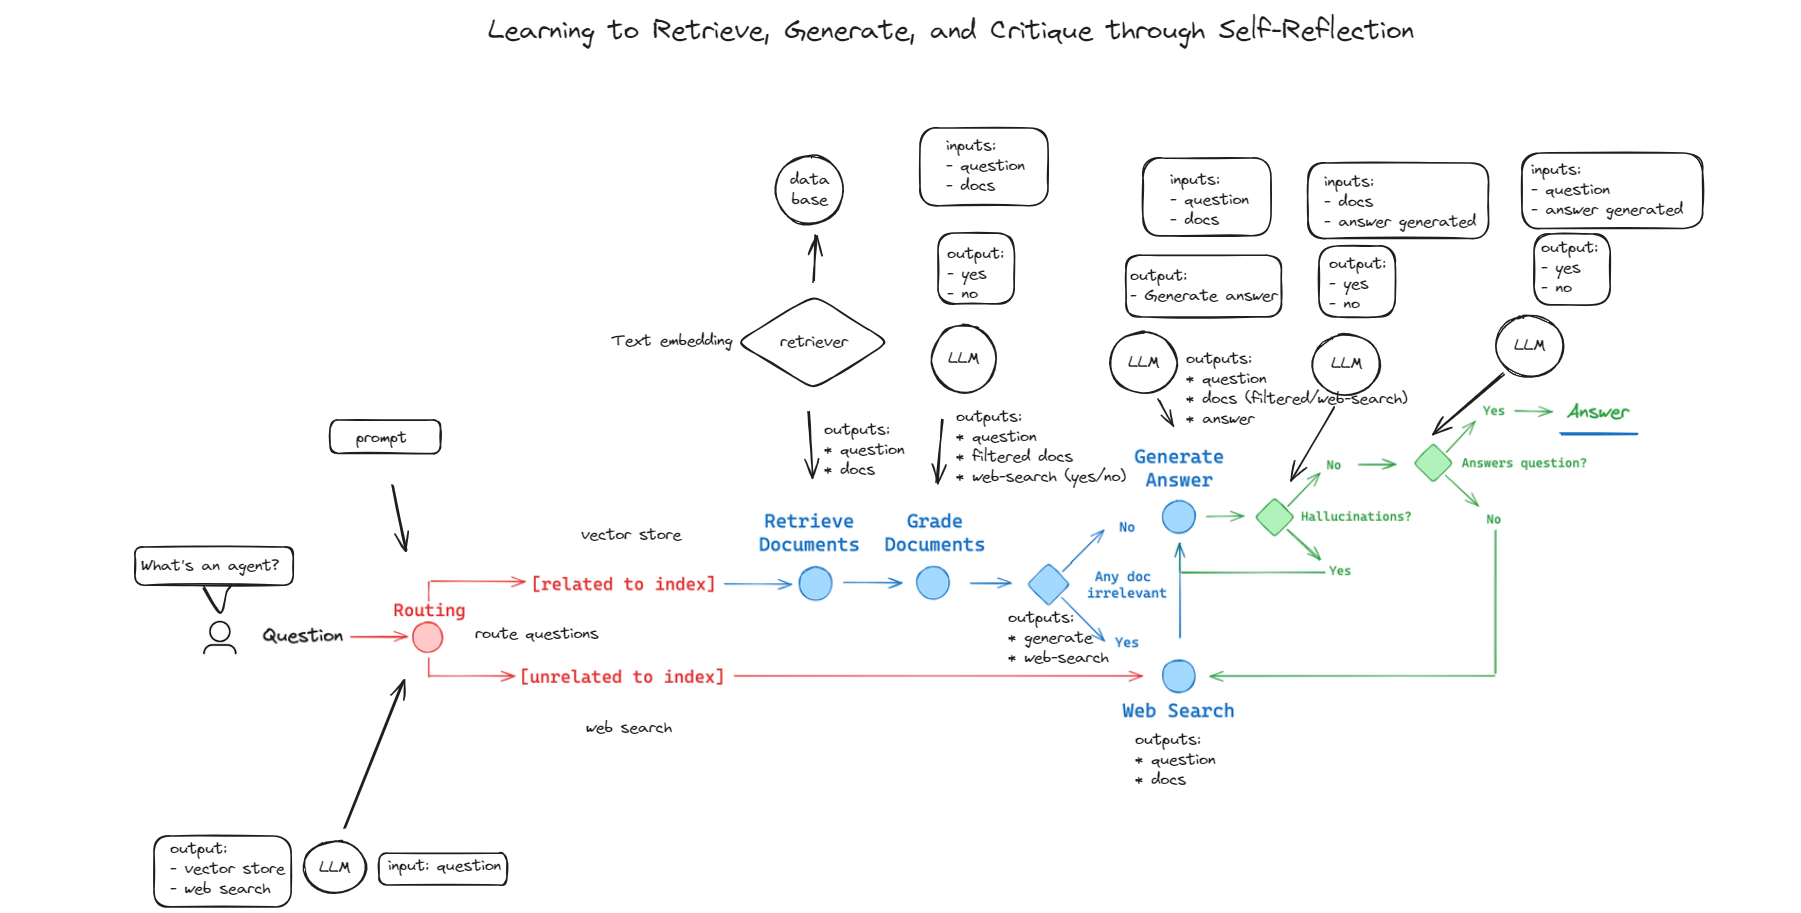 Learning to Retrieve, Generate, and Critique through Self-Reflection
data
base
inputs:
- question
- docs
output:
- yes
- no
LLM
Text embedding
retriever
outputs:
* question
* docs
outputs:
* question
* filtered docs
* web-search (yes/no)
inputs:
- question
- docs
output:
- Generate answer
LLM
outputs:
* question
* docs (filtered/web-search)
* answer
inputs:
- docs
- answer generated
output:
- yes
- no
LLM
inputs:
- question
- answer generated
output:
- yes
- no
LLM
prompt
What's an agent?
Question
Routing
route questions
vector store
[related to index]
[unrelated to index]
web search
Retrieve
Documents
Grade
Documents
Any doc
irrelevant
No
Yes
outputs:
* generate
* web-search
Generate
Answer
Web Search
outputs:
* question
* docs
Hallucinations?
No
Yes
Answers question?
Yes
Answer
No
output:
- vector store
- web search
LLM
input: question